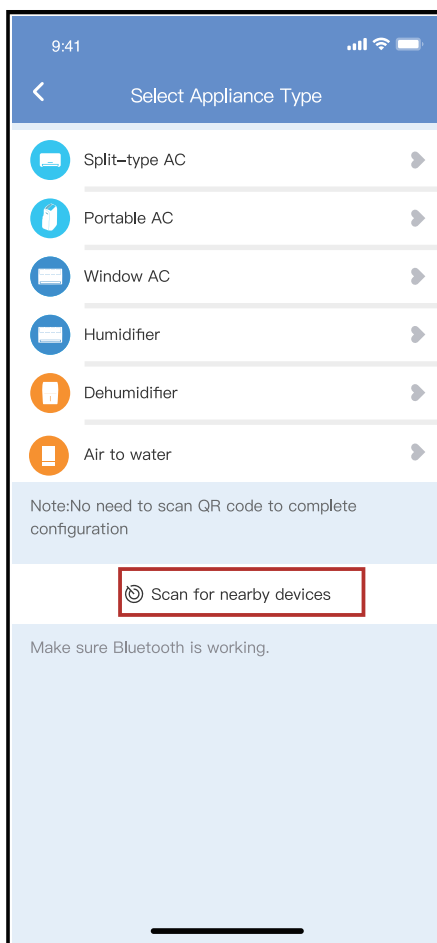 9:41
Select Appliance Type
Split-type AC
Portable AC
Window AC
Humidifier
Dehumidifier
Air to water
Note:No need to scan QR code to complete
configuration
Scan for nearby devices
Make sure Bluetooth is working.